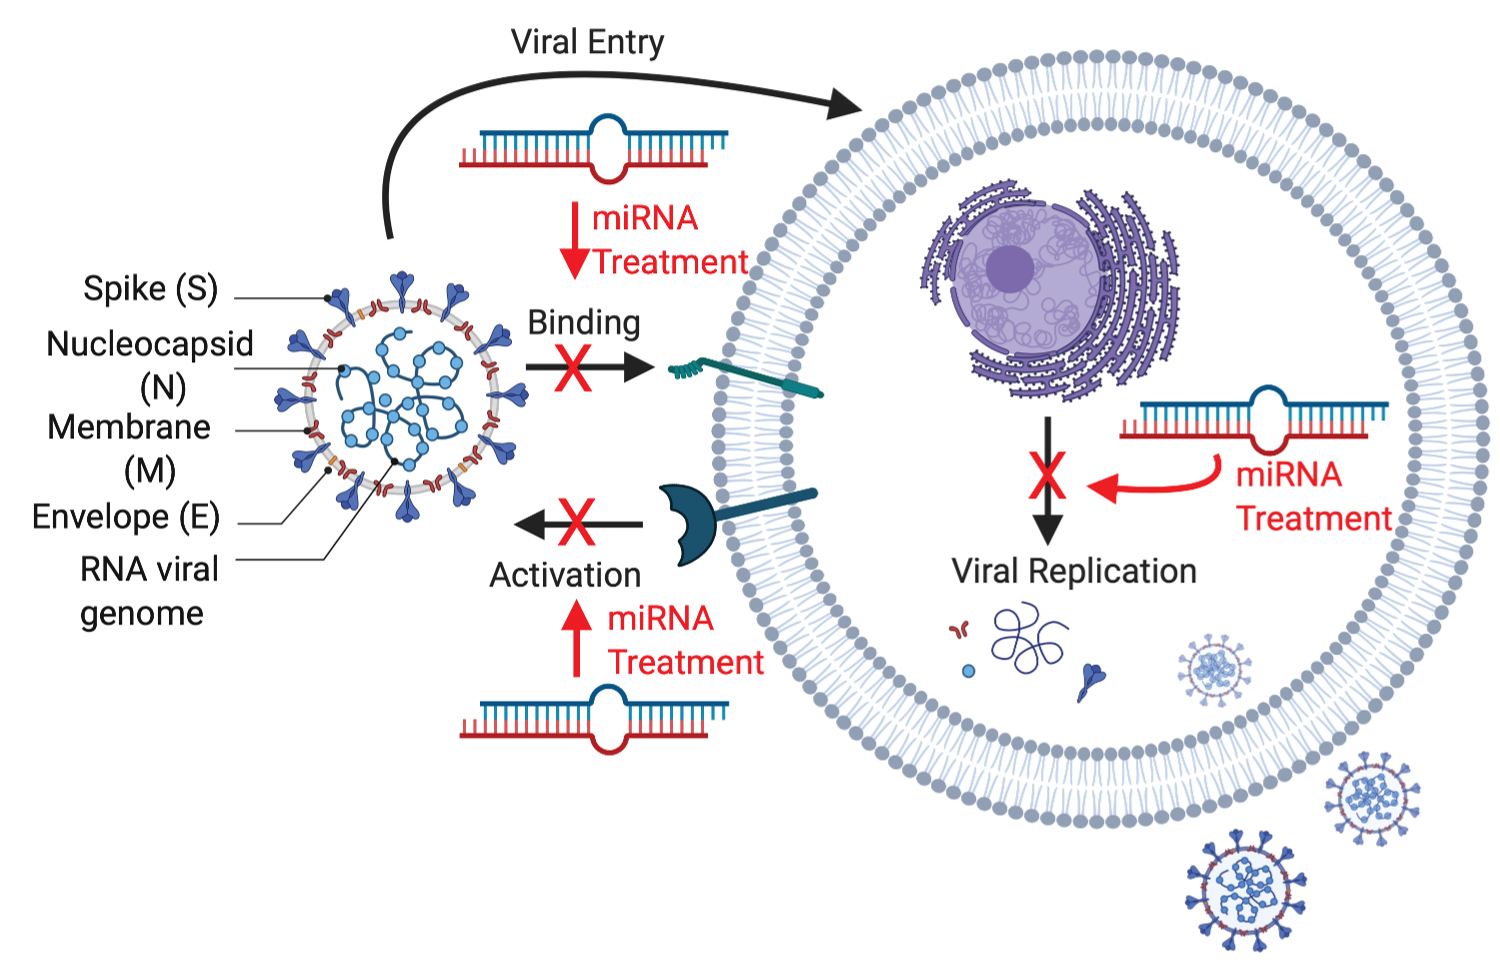 Viral Entry
miRNA
Treatment
Spike (S)
Nucleocapsid
(N)
Membrane
(M)
Envelope (E)
RNA viral
genome
Binding
X
X
Activation
miRNA
Treatment
X
miRNA
Treatment
Viral Replication